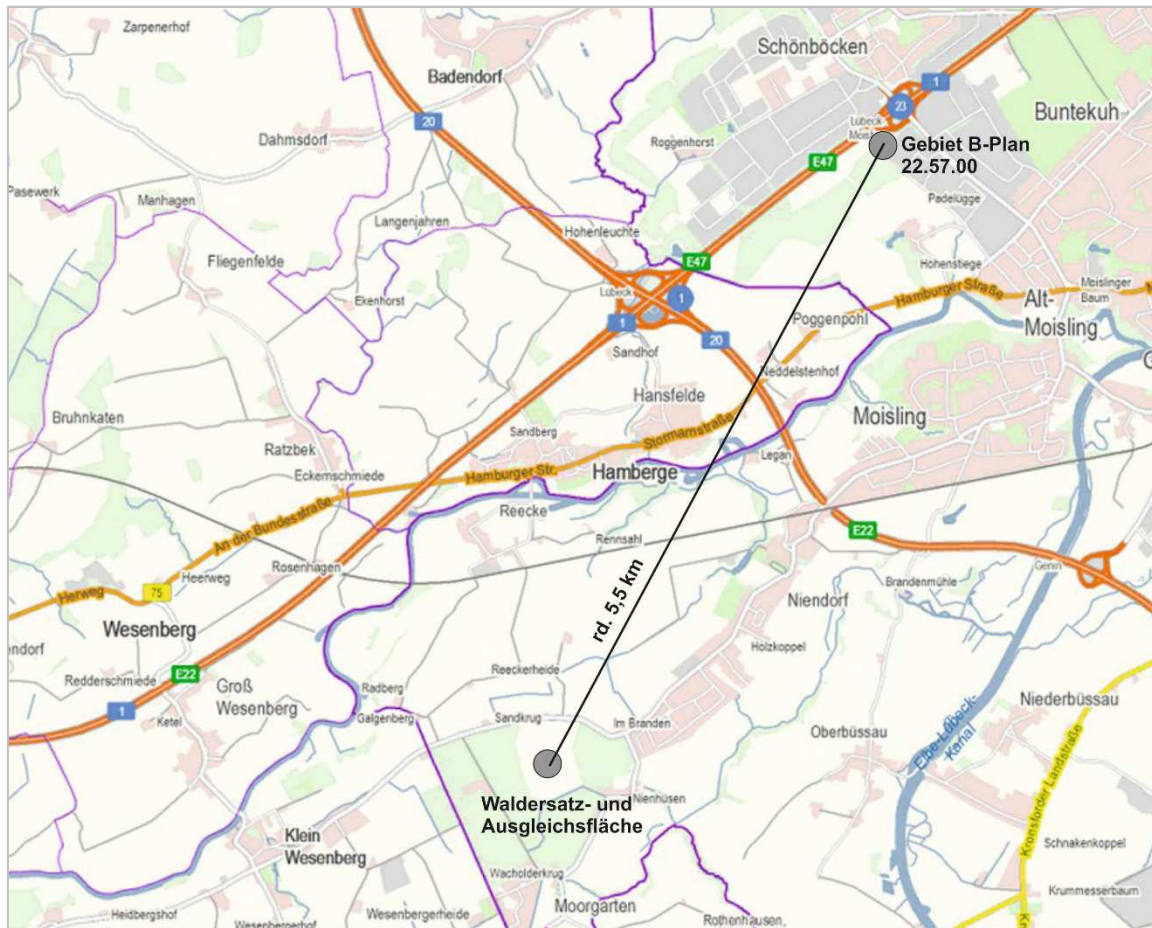 Zarpenerhof
Schönböcken
Badendorf
1
23
Buntekuh
20
Lübeck
Dahmsdorf
Roggenhorst
Gebiet B-Plan
22.57.00
E47
Pasewerk
Manhagen
Padelügge
Langenjahren
Hohenleuchte
Fliegenfelde
E47
Hohenstiege
Moislinger
Baum
Ekenhorst
Lübeck
1
Hamburger Straße
Alt-
Moisling
1
Poggenpohl
20
Sandhof
Neddelstenhof
Hansfelde
Bruhnkaten
Moisling
Sandberg
Stormarnstraße
Ratzbek
Legan
Eckernschmiede
Hamburger Str.
Hamberge
Reecke
An der Bundesstraße
Rennsahl
E22
Rosenhagen
Heerweg
Genin
Brandenmühle
75
Herweg
Niendorf
rd. 5,5 km
Wesenberg
Holzkoppel
endorf
Reeckerheide
E22
Redderschmiede
Groß
Wesenberg
Radberg
Niederbüssau
1
Ketel
Galgenberg
Sandkrug
Im Branden
Oberbüssau
Elbe-Lübeck-
Kanal
Waldersatz- und
Ausgleichsfläche
Nienhüsen
Kronsforder Landstraße
Klein
Wesenberg
Schnakenkoppel
Wacholderkrug
Krummesserbaum
Heidbergshof
Wesenbergerheide
Moorgarten
Wesenbergerhof
Rothenhausen